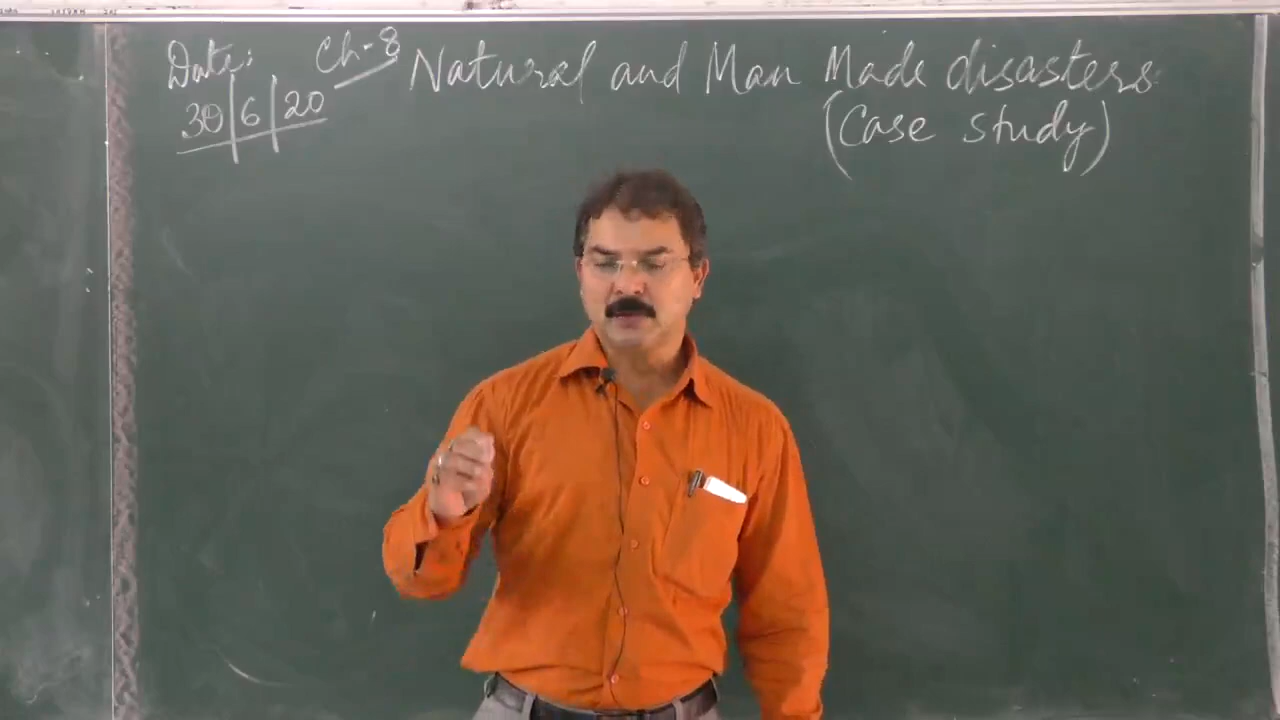 Date: Ch-8 Natural and Man Made disasters
30|6|20 (Case study)